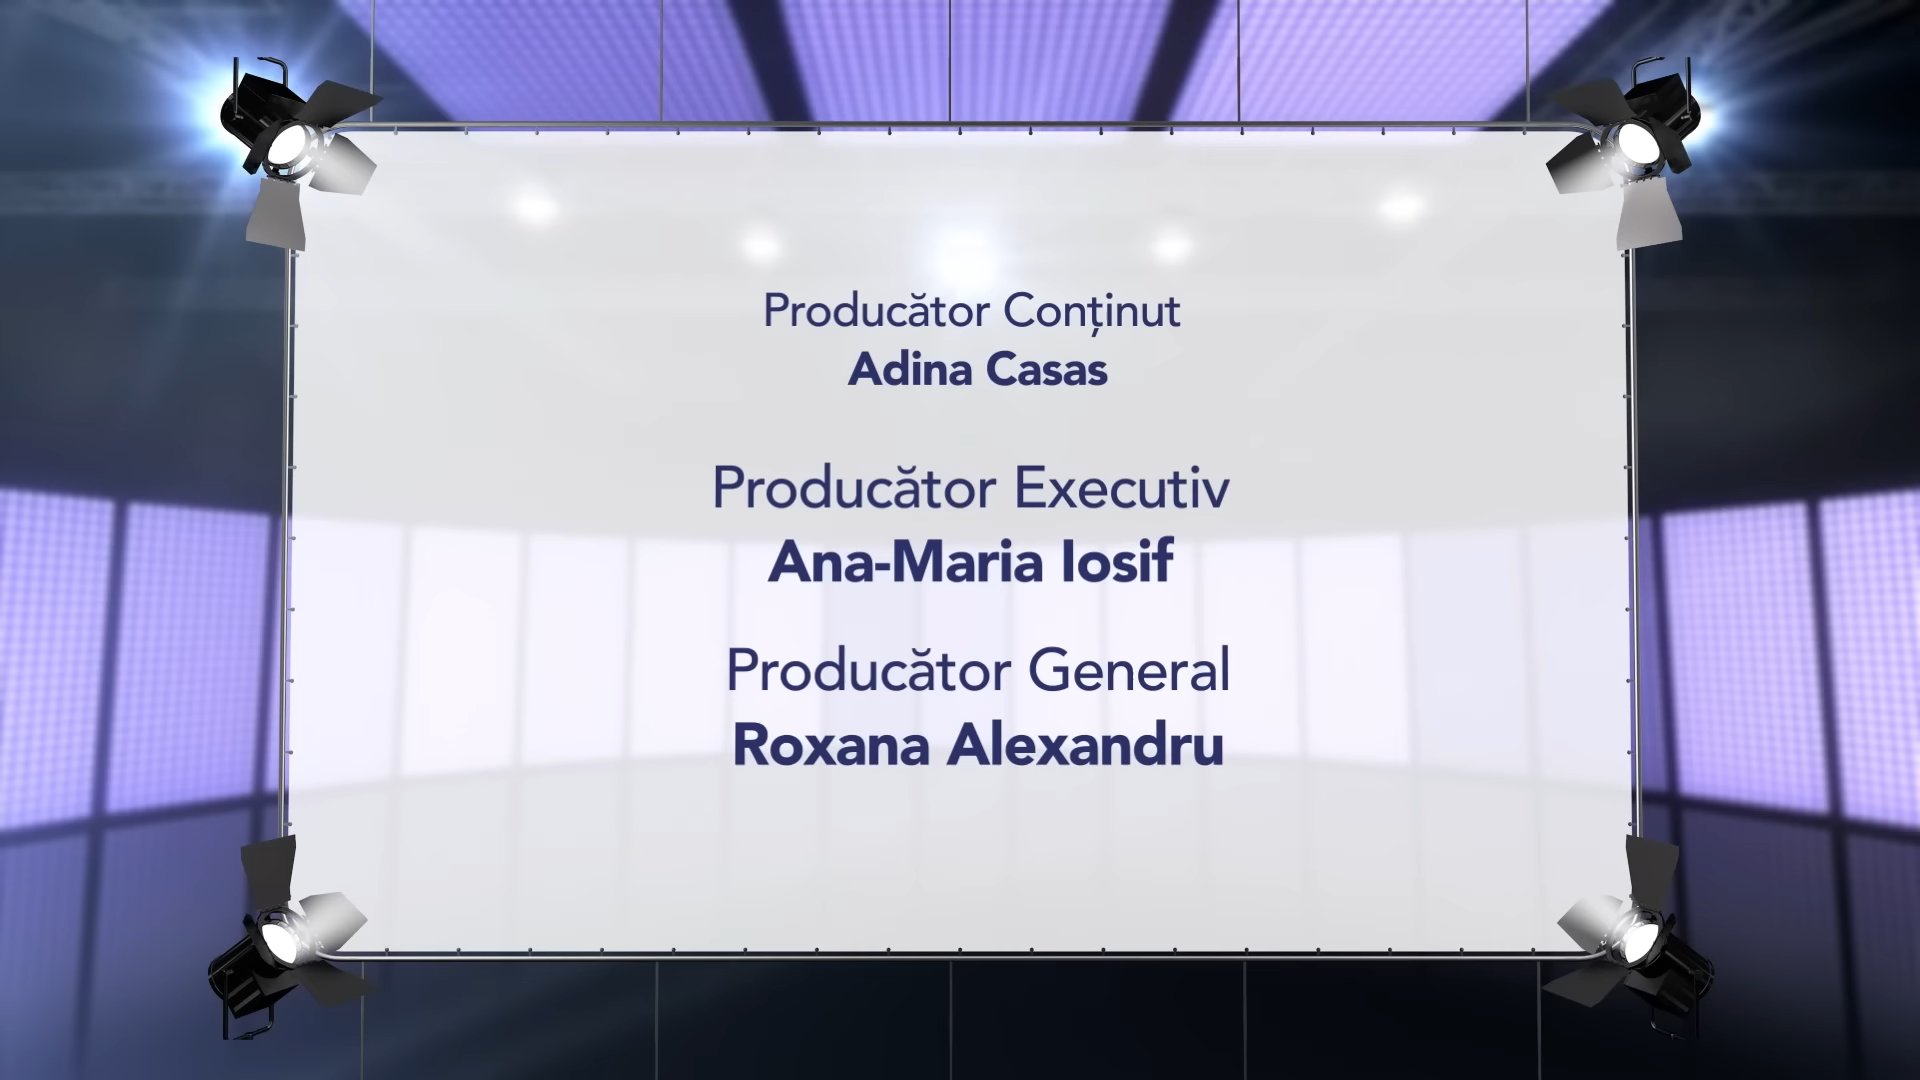 Producător Conținut
Adina Casas
Producător Executiv
Ana-Maria Iosif
Producător General
Roxana Alexandru